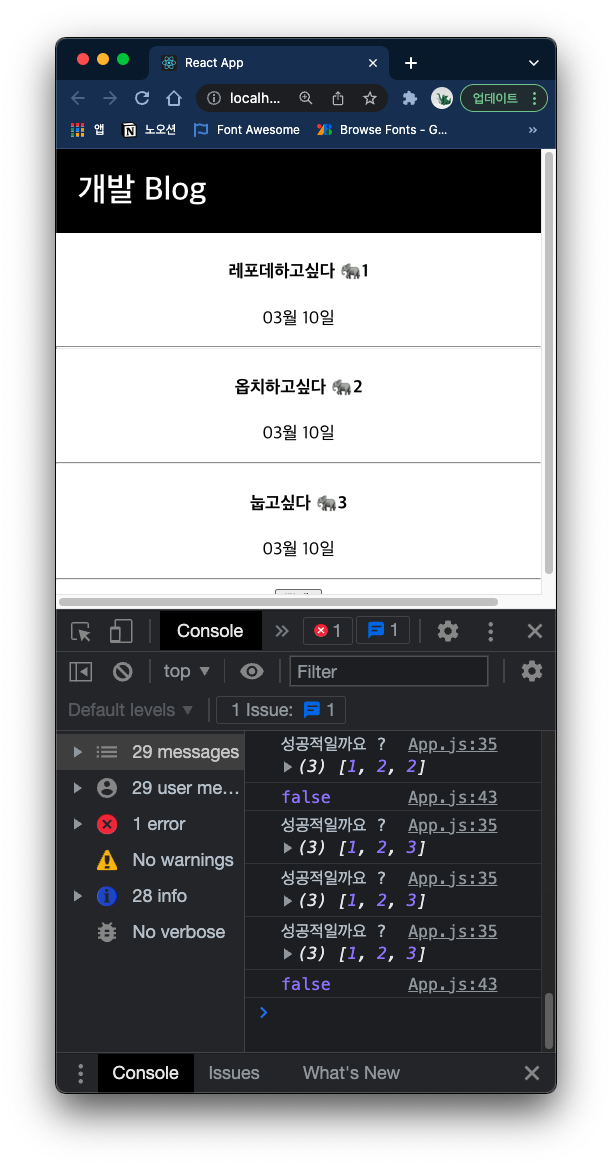 React App
localh...
업데이트
앱
노오션
Font Awesome
Browse Fonts - G...
»
개발 Blog
레포데하고싶다 🐘1
03월 10일
옵치하고싶다 🐘2
03월 10일
눕고싶다 🐘3
03월 10일
Console
»
1
1
top ▼
Filter
Default levels ▼
1 Issue: 1
29 messages
29 user me...
1 error
No warnings
28 info
No verbose
성공적일까요 ? App.js:35
(3) [1, 2, 2]
false App.js:43
성공적일까요 ? App.js:35
(3) [1, 2, 3]
성공적일까요 ? App.js:35
(3) [1, 2, 3]
성공적일까요 ? App.js:35
(3) [1, 2, 3]
false App.js:43
Console Issues What's New